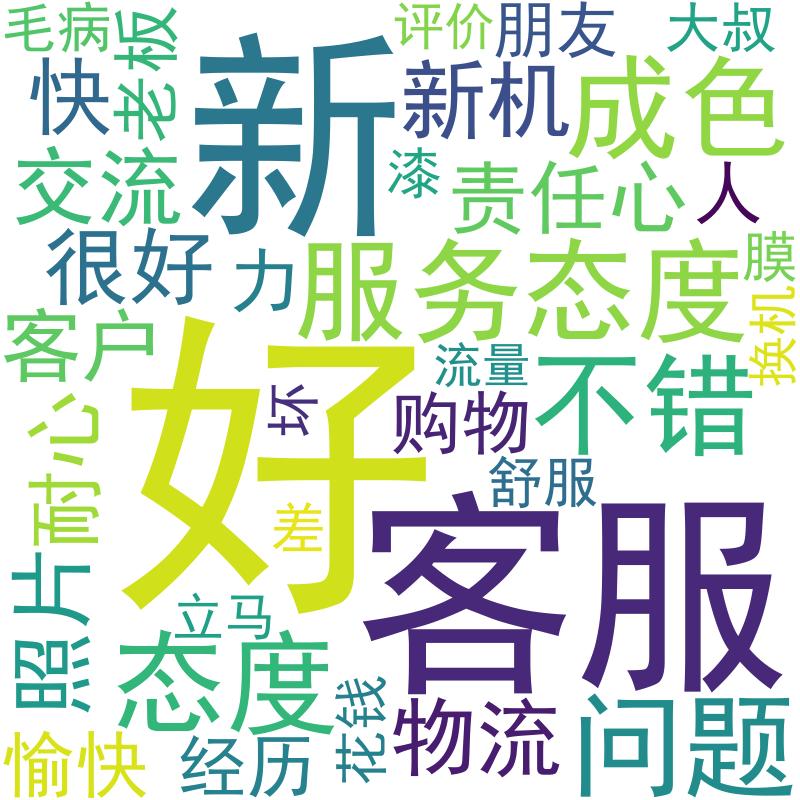 毛病
老板
评价
朋友
大叔
快
新
新机
成色
交流
漆
责任心
人
很好
力
服务态度
膜
换机
客户
好
流量
不错
坏
购物
耐心
舒服
差
客服
照片
立马
态度
花钱
物流
问题
愉快
经历